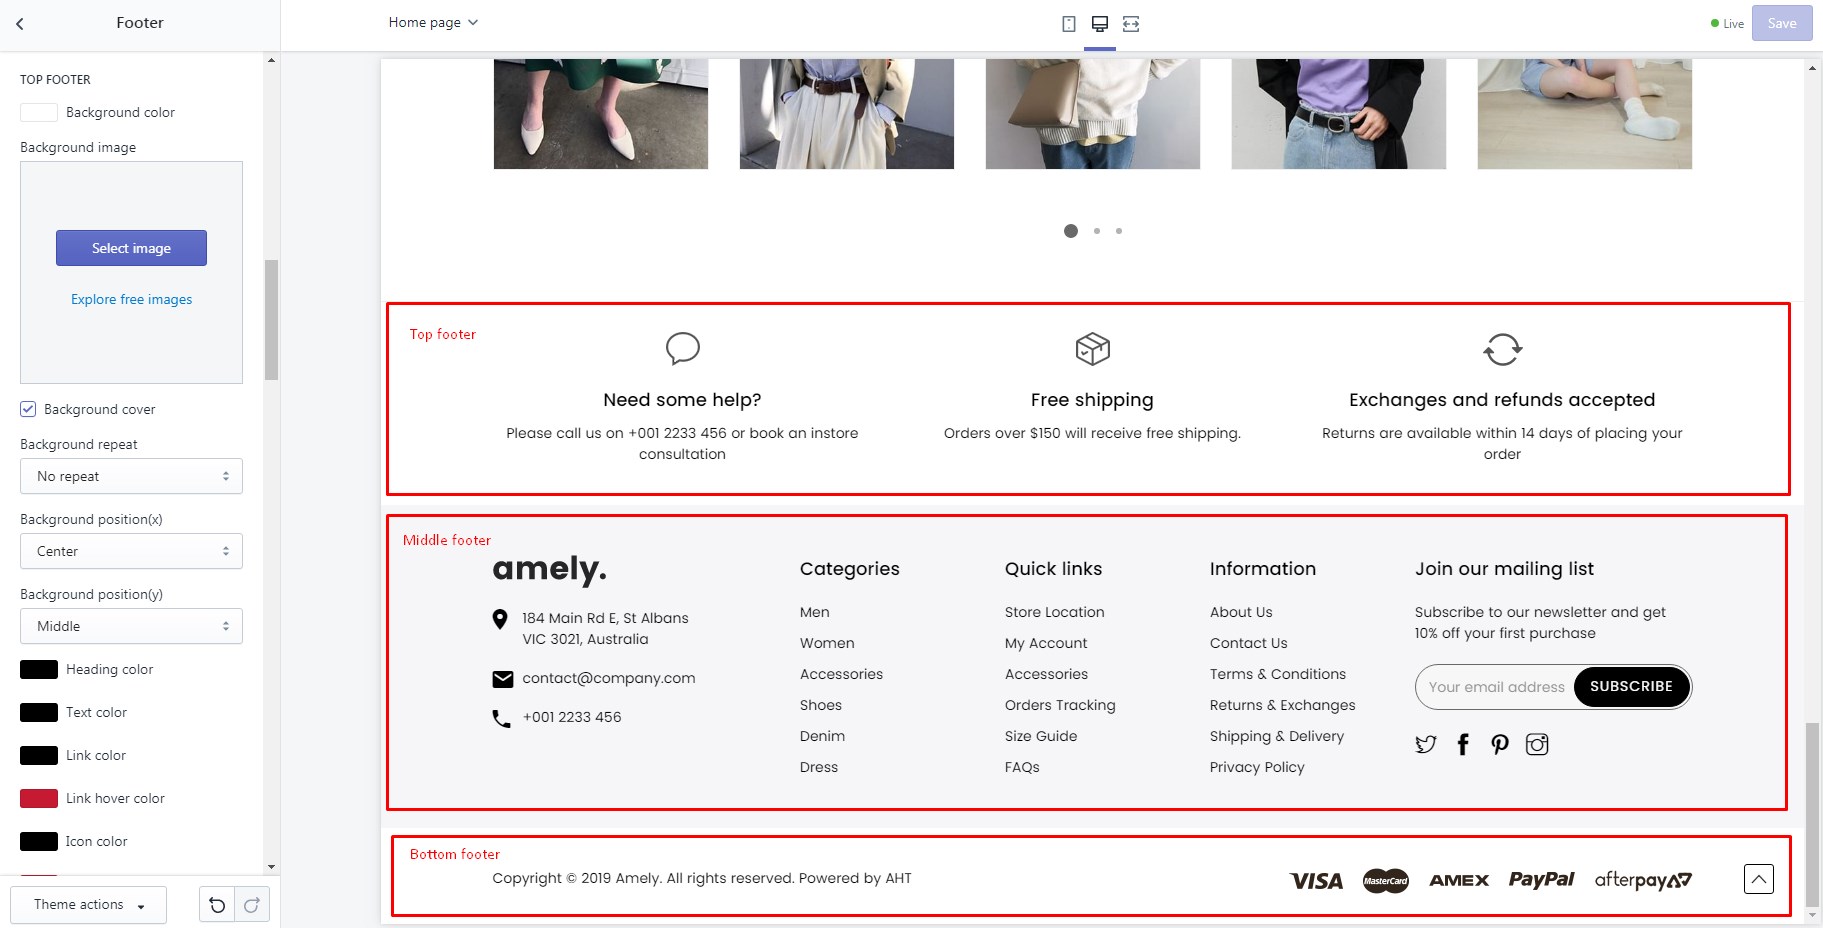 Footer
Home page
Live
Save
TOP FOOTER
Background color
Background image
Select image
Explore free images
Background cover
Background repeat
No repeat
Background position(x)
Center
Background position(y)
Middle
Heading color
Text color
Link color
Link hover color
Icon color
Theme actions
Top footer
Need some help?
Please call us on +001 2233 456 or book an instore
consultation
Free shipping
Orders over $150 will receive free shipping.
Exchanges and refunds accepted
Returns are available within 14 days of placing your
order
Middle footer
amely.
184 Main Rd E, St Albans
VIC 3021, Australia
contact@company.com
+001 2233 456
Categories
Men
Women
Accessories
Shoes
Denim
Dress
Quick links
Store Location
My Account
Accessories
Orders Tracking
Size Guide
FAQs
Information
About Us
Contact Us
Terms & Conditions
Returns & Exchanges
Shipping & Delivery
Privacy Policy
Join our mailing list
Subscribe to our newsletter and get
10% off your first purchase
Your email address
SUBSCRIBE
Bottom footer
Copyright © 2019 Amely. All rights reserved. Powered by AHT
VISA
MasterCard
AMEX
PayPal
afterpay